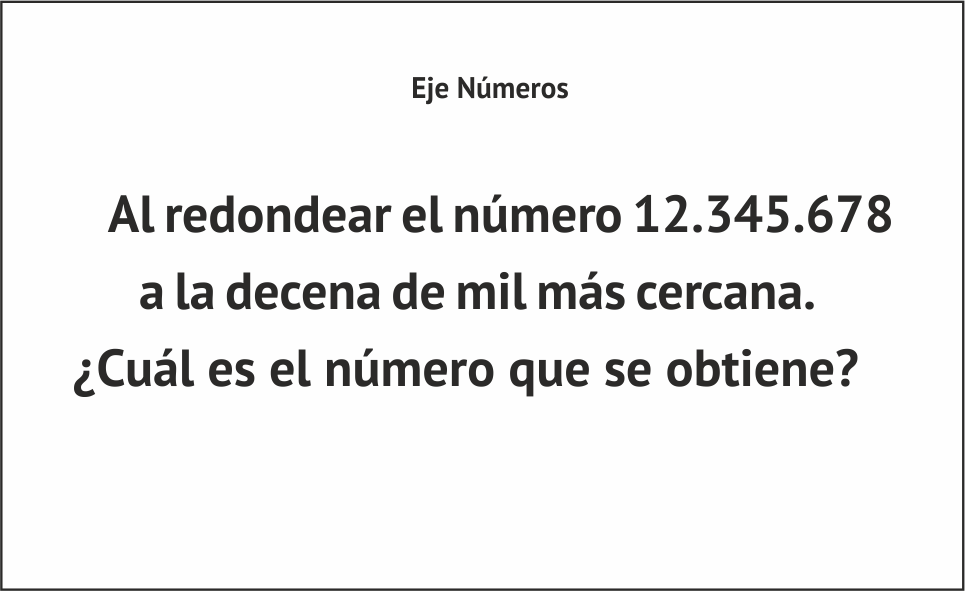 Eje Números
Al redondear el número 12.345.678
a la decena de mil más cercana.
¿Cuál es el número que se obtiene?